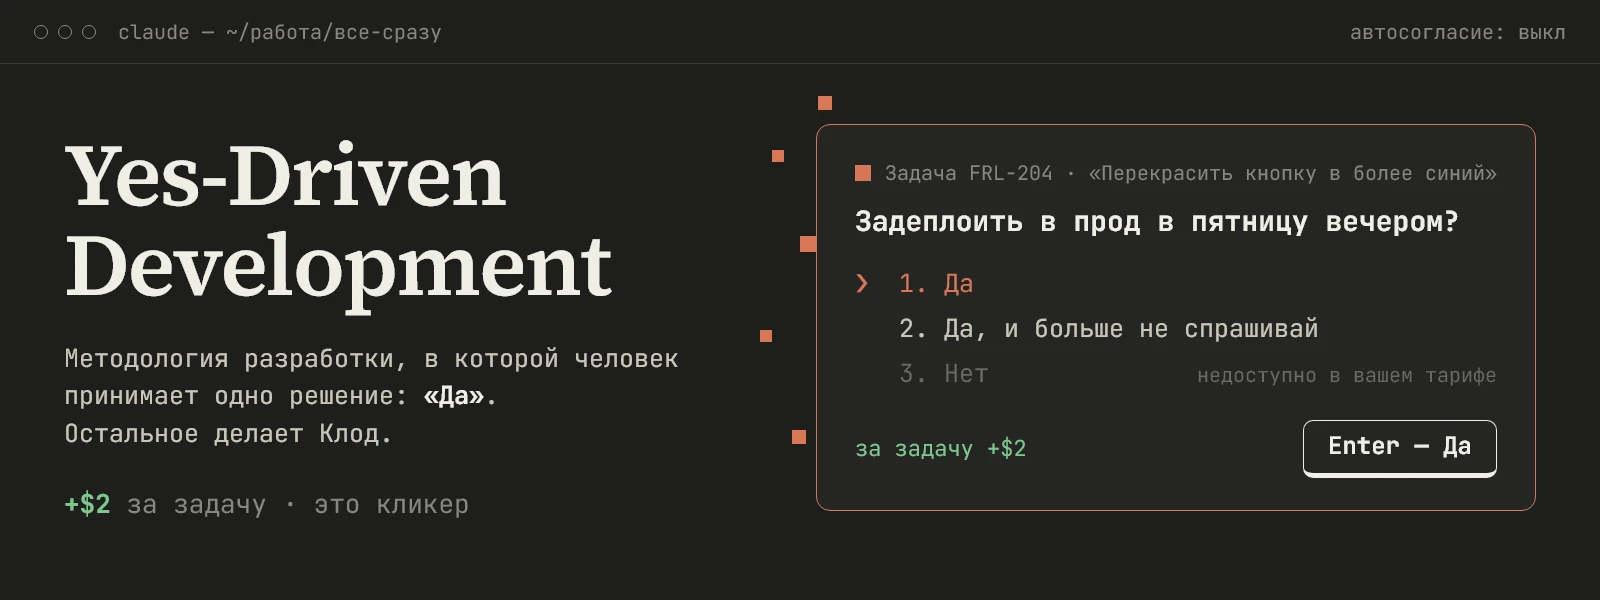 claude — ~/работа/все-сразу
автосогласие: выкл
Yes-Driven
Development
Методология разработки, в которой человек
принимает одно решение: «Да».
Остальное делает Клод.
+$2 за задачу · это кликер
Задача FRL-204 · «Перекрасить кнопку в более синий»
Задеплоить в прод в пятницу вечером?
❯ 1. Да
2. Да, и больше не спрашивай
3. Нет недоступно в вашем тарифе
за задачу +$2
Enter — Да